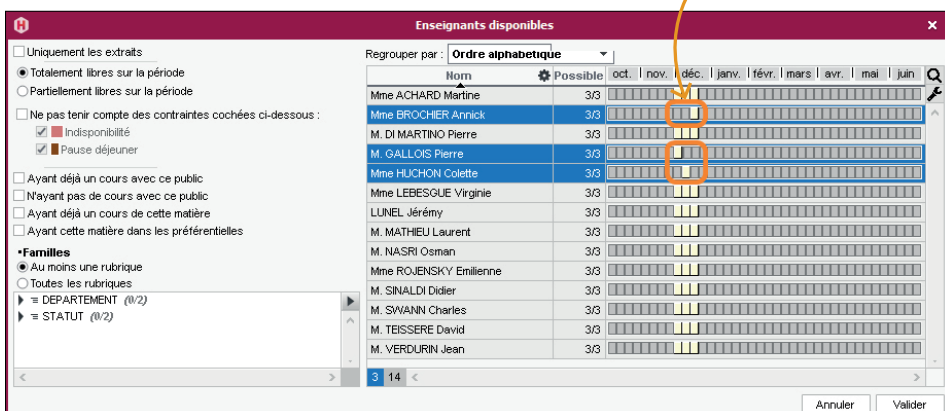 Enseignants disponibles
Uniquement les extraits
Totalement libres sur la période
Partiellement libres sur la période
Ne pas tenir compte des contraintes cochées ci-dessous :
Indisponibilité
Pause déjeuner
Ayant déjà un cours avec ce public
N'ayant pas de cours avec ce public
Ayant déjà un cours de cette matière
Ayant cette matière dans les préférentielles
•Familles
Au moins une rubrique
Toutes les rubriques
DEPARTEMENT (0/2)
STATUT (0/2)
Regrouper par : Ordre alphabétique
Nom Possible oct. nov. déc. janv. févr. mars avr. mai juin
Mme ACHARD Martine 3/3
Mme BROCHIER Annick 3/3
M. DI MARTINO Pierre 3/3
M. GALLOIS Pierre 3/3
Mme HUCHON Colette 3/3
Mme LEBESGUE Virginie 3/3
LUNEL Jérémy 3/3
M. MATHIEU Laurent 3/3
M. NASRI Osman 3/3
Mme ROJENSKY Emilienne 3/3
M. SINALDI Didier 3/3
M. SWANN Charles 3/3
M. TEISSERE David 3/3
M. VERDURIN Jean 3/3
3 14
Annuler Valider